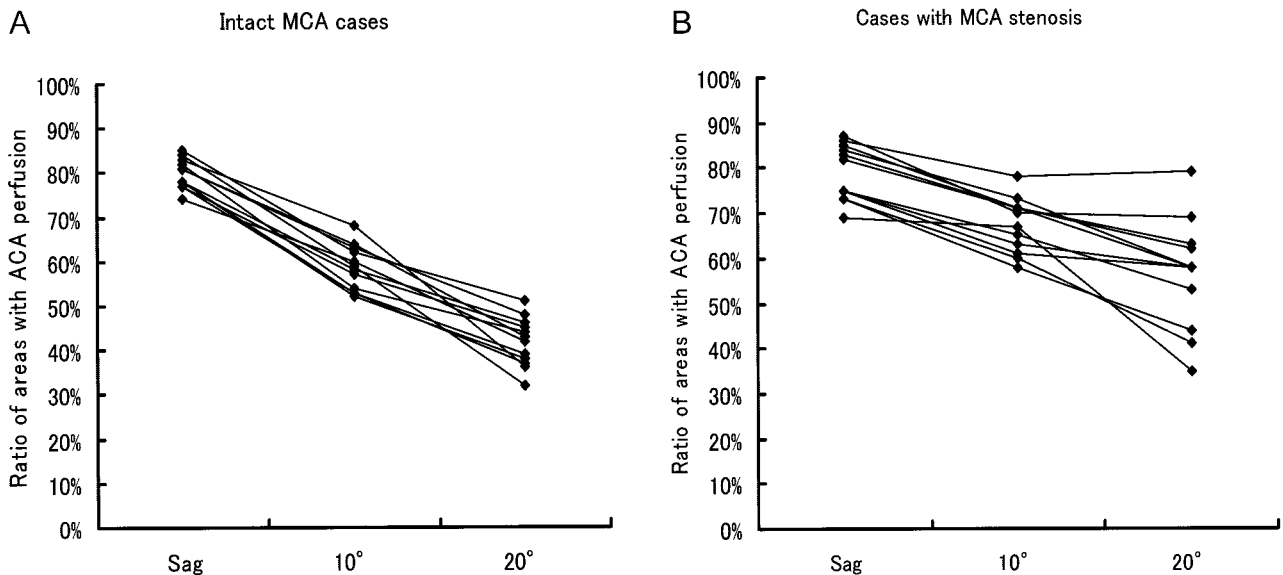 A
Intact MCA cases
Ratio of areas with ACA perfusion
100%
90%
80%
70%
60%
50%
40%
30%
20%
10%
0%
Sag 10° 20°
B
Cases with MCA stenosis
Ratio of areas with ACA perfusion
100%
90%
80%
70%
60%
50%
40%
30%
20%
10%
0%
Sag 10° 20°